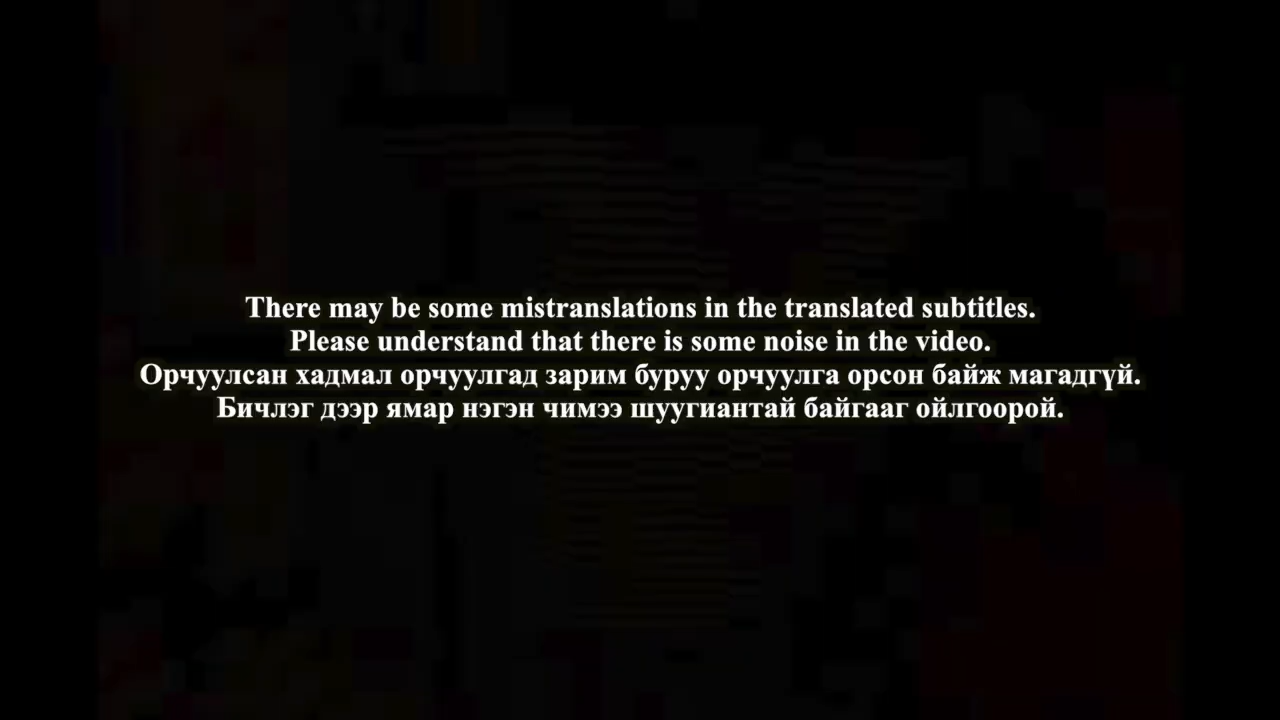 There may be some mistranslations in the translated subtitles.
Please understand that there is some noise in the video.
Орчуулсан хадмал орчуулгад зарим буруу орчуулга орсон байж магадгүй.
Бичлэг дээр ямар нэгэн чимээ шуугиантай байгааг ойлгоорой.